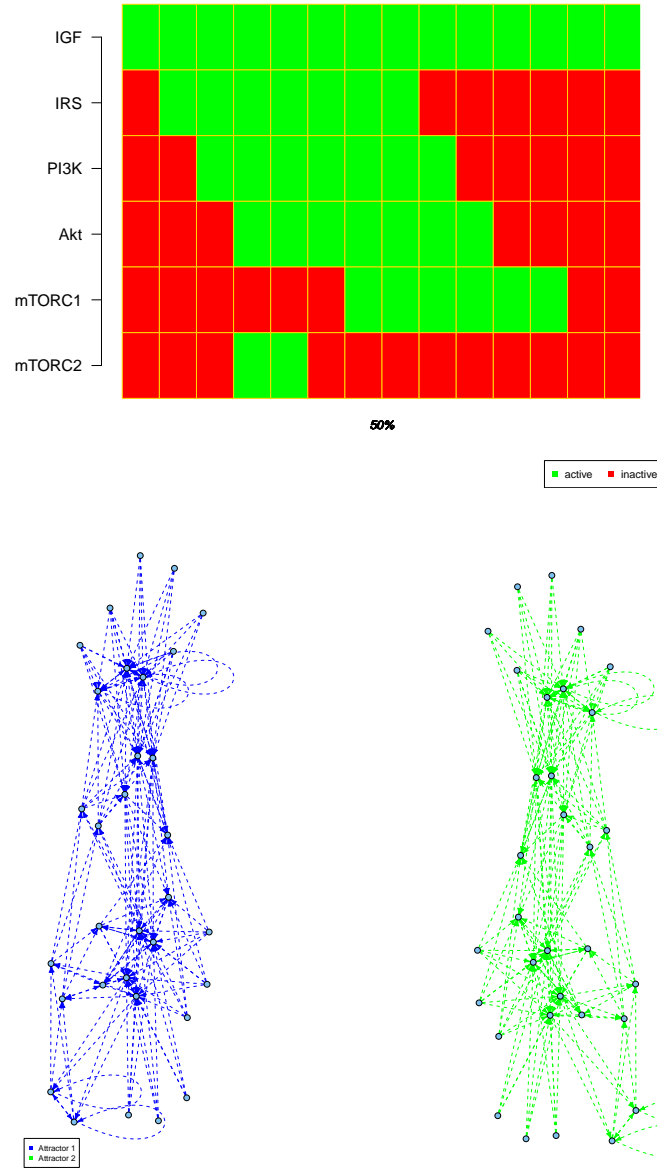 IGF
IRS
PI3K
Akt
mTORC1
mTORC2
50%
active inactive
Attractor 1
Attractor 2